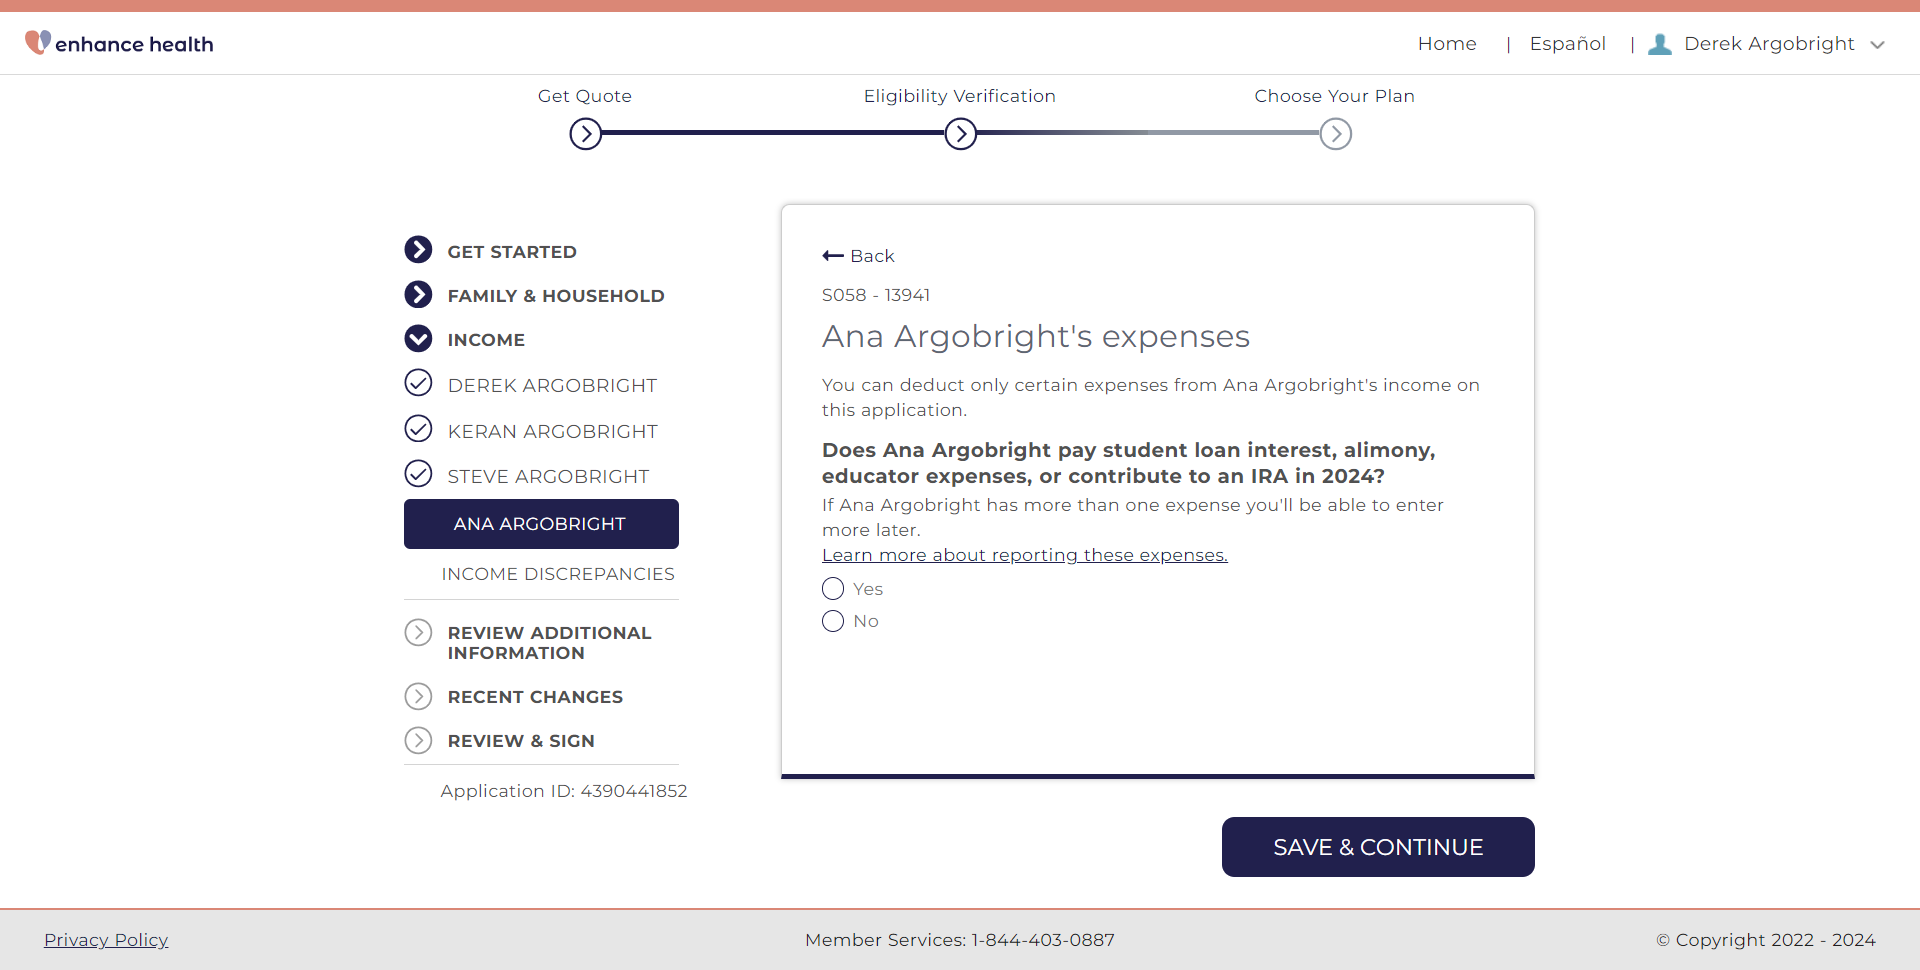 enhance health
Home | Español | Derek Argobright
Get Quote
Eligibility Verification
Choose Your Plan
GET STARTED
FAMILY & HOUSEHOLD
INCOME
DEREK ARGOBRIGHT
KERAN ARGOBRIGHT
STEVE ARGOBRIGHT
ANA ARGOBRIGHT
INCOME DISCREPANCIES
REVIEW ADDITIONAL
INFORMATION
RECENT CHANGES
REVIEW & SIGN
Application ID: 4390441852
Back
S058 - 13941
Ana Argobright's expenses
You can deduct only certain expenses from Ana Argobright's income on
this application.
Does Ana Argobright pay student loan interest, alimony,
educator expenses, or contribute to an IRA in 2024?
If Ana Argobright has more than one expense you'll be able to enter
more later.
Learn more about reporting these expenses.
Yes
No
SAVE & CONTINUE
Privacy Policy
Member Services: 1-844-403-0887
© Copyright 2022 - 2024